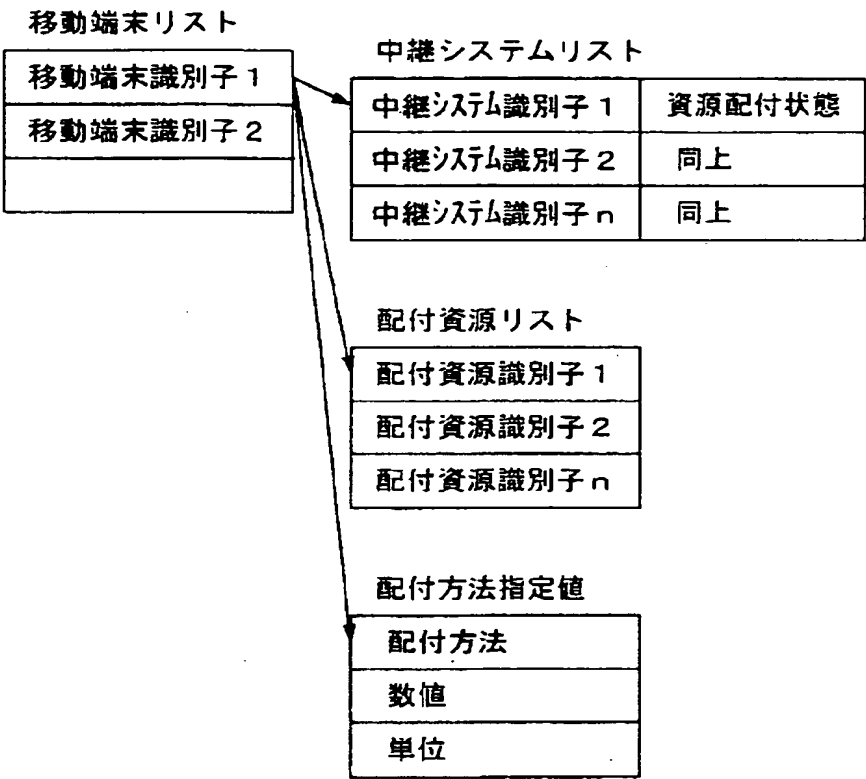 移動端末リスト
移動端末識別子1
移動端末識別子2
中継システムリスト
中継システム識別子1 資源配付状態
中継システム識別子2 同上
中継システム識別子n 同上
配付資源リスト
配付資源識別子1
配付資源識別子2
配付資源識別子n
配付方法指定値
配付方法
数値
単位